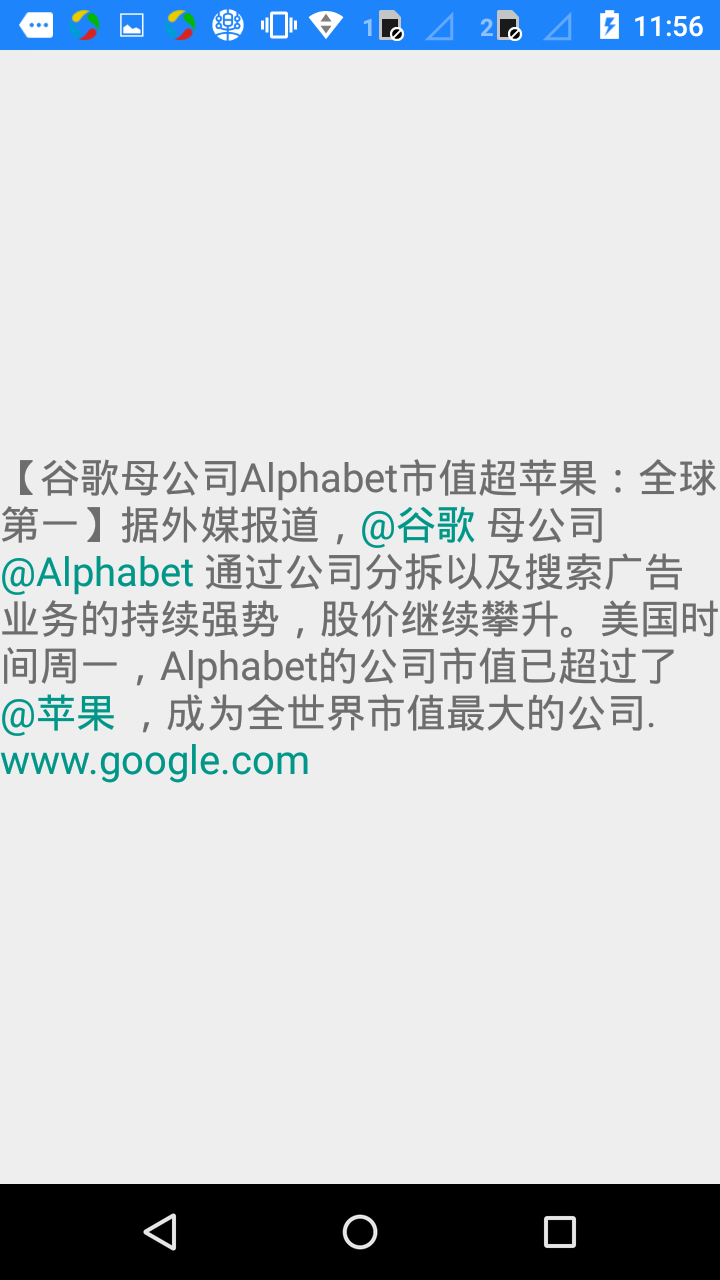 1 2 11:56
【谷歌母公司Alphabet市值超苹果：全球
第一】据外媒报道，@谷歌 母公司
@Alphabet 通过公司分拆以及搜索广告
业务的持续强势，股价继续攀升。美国时
间周一，Alphabet的公司市值已超过了
@苹果 ，成为全世界市值最大的公司.
www.google.com